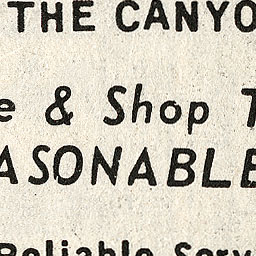 THE CANYO
e & Shop T
ASONABLE
Reliable Serv